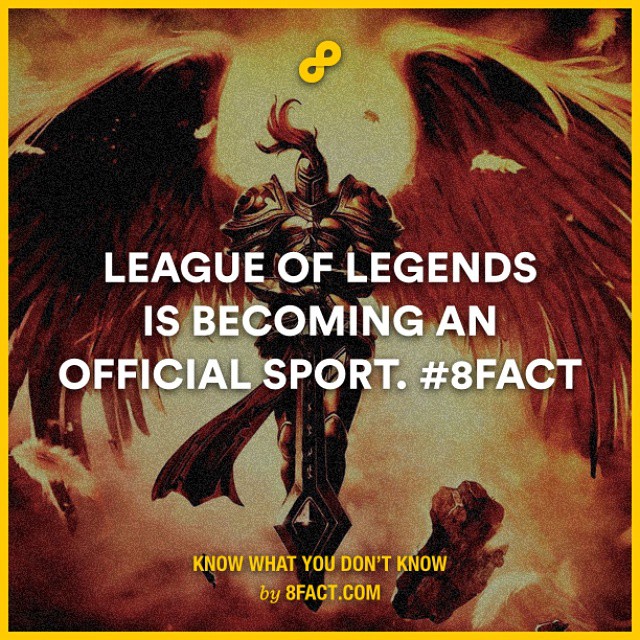 LEAGUE OF LEGENDS
IS BECOMING AN
OFFICIAL SPORT. #8FACT
KNOW WHAT YOU DON'T KNOW
by 8FACT.COM